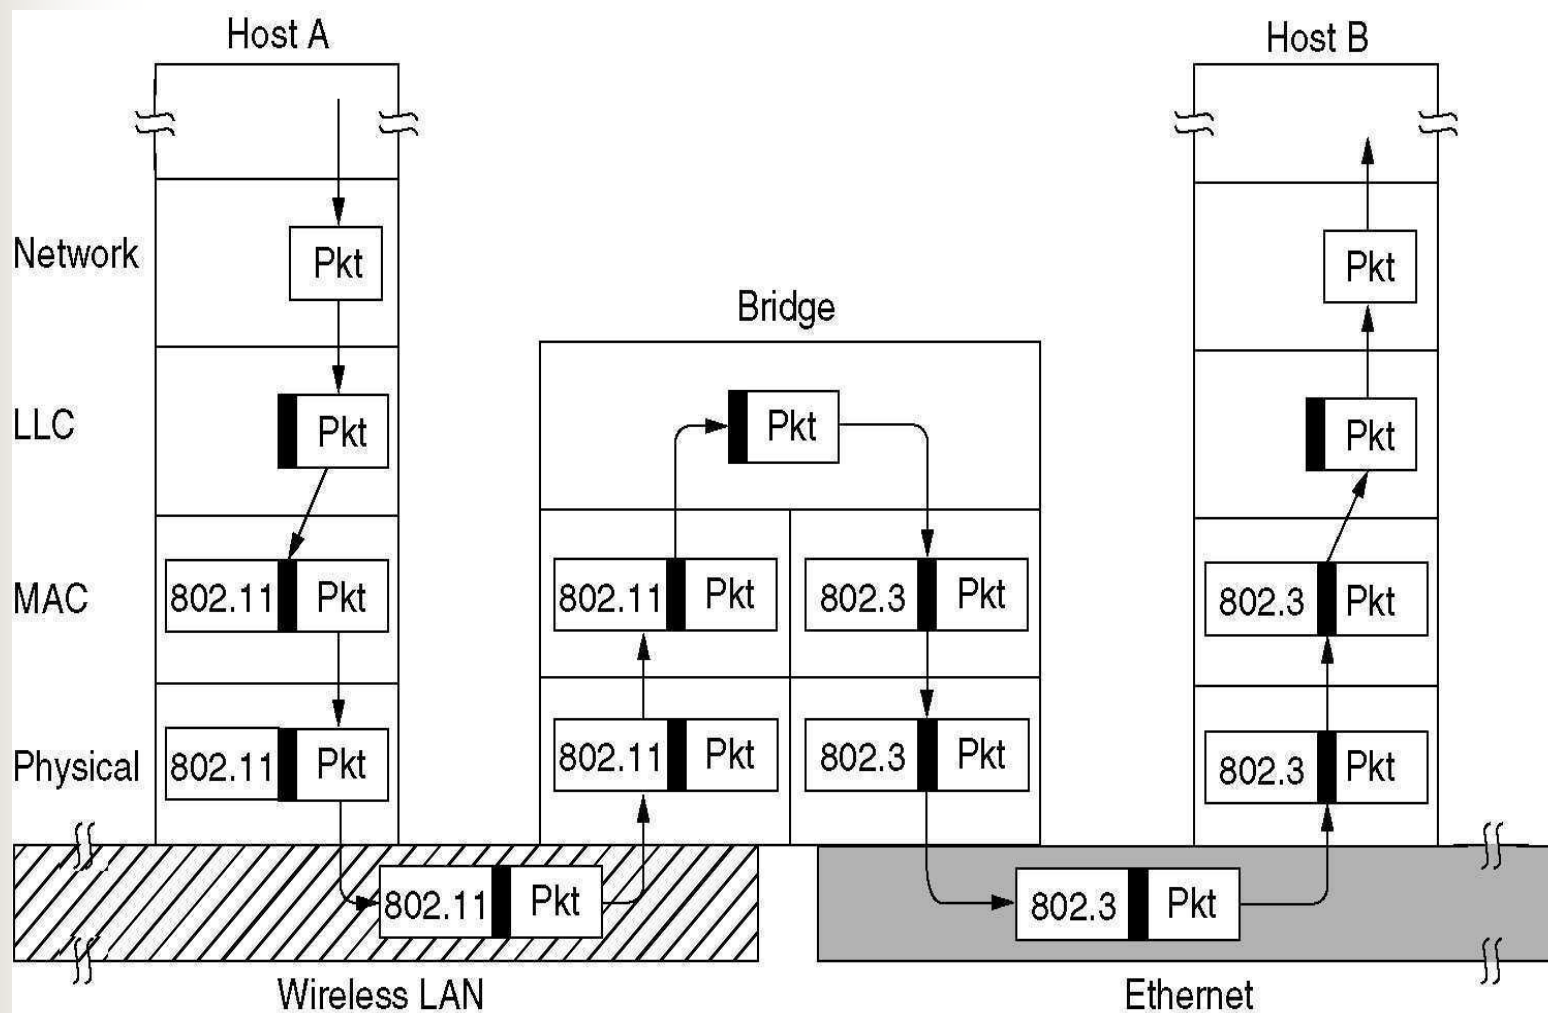 Host A
Host B
Network
Pkt
Pkt
Bridge
LLC
Pkt
Pkt
Pkt
MAC
802.11 Pkt
802.11 Pkt
802.3 Pkt
802.3 Pkt
Physical
802.11 Pkt
802.11 Pkt
802.3 Pkt
802.3 Pkt
802.11 Pkt
802.3 Pkt
Wireless LAN
Ethernet